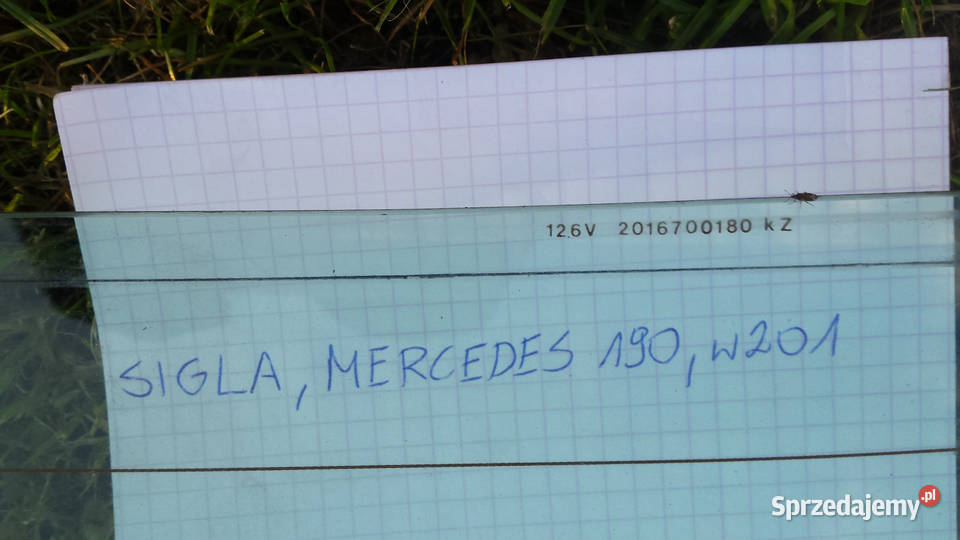 12.6V 2016700180 kZ
SIGLA, MERCEDES 190, w201
Sprzedajemy.pl